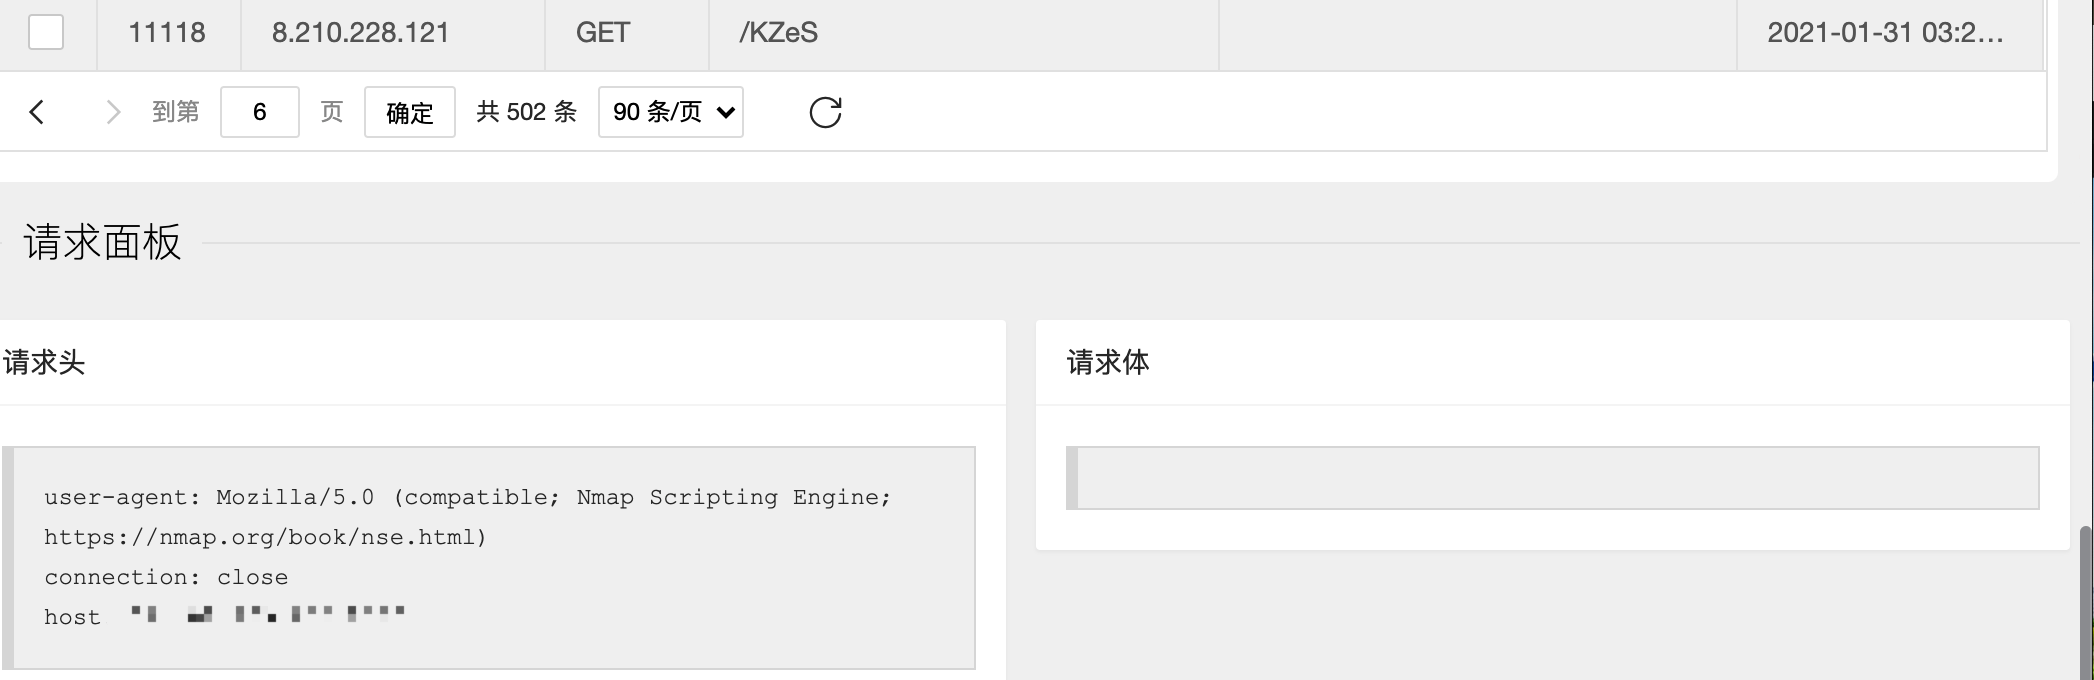 11118 8.210.228.121 GET /KZeS 2021-01-31 03:2...
到第 6 页 确定 共 502 条 90 条/页
请求面板
请求头
请求体
user-agent: Mozilla/5.0 (compatible; Nmap Scripting Engine;
https://nmap.org/book/nse.html)
connection: close
host